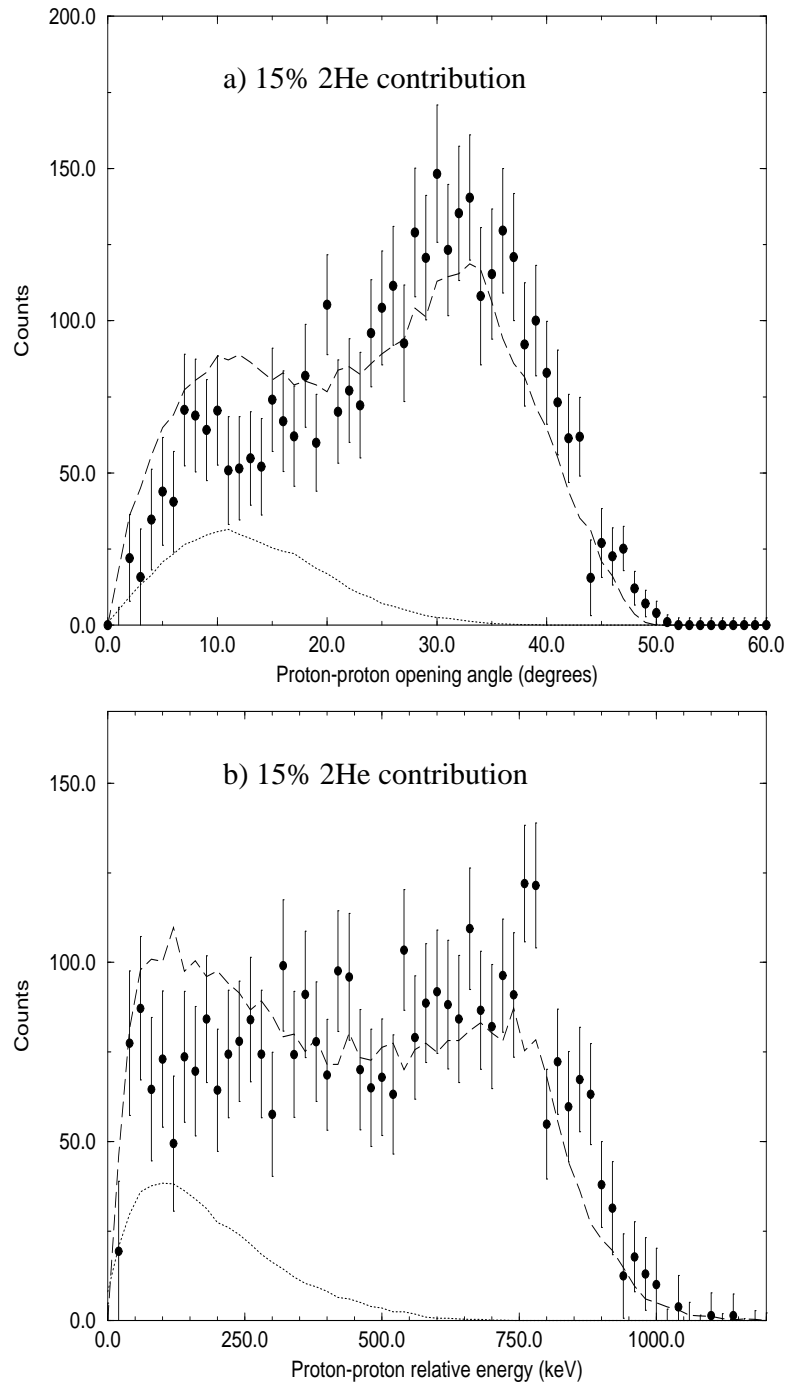 200.0
a) 15% 2He contribution
150.0
Counts
100.0
50.0
0.0
0.0 10.0 20.0 30.0 40.0 50.0 60.0
Proton-proton opening angle (degrees)
b) 15% 2He contribution
150.0
Counts
100.0
50.0
0.0
0.0 250.0 500.0 750.0 1000.0
Proton-proton relative energy (keV)